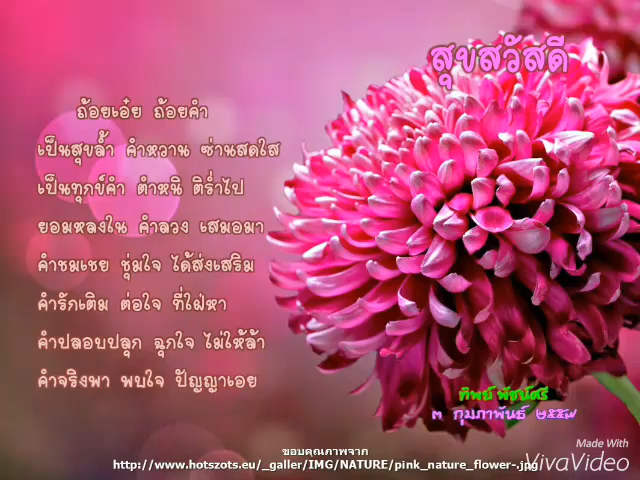 สุขสวัสดี
ถ้อยเอ๋ย ถ้อยคำ
เป็นสุขล้ำ คำหวาน ซ่านสดใส
เป็นทุกข์คำ ตำหนิ ติร่ำไป
ยอมหลงใน คำลวง เสมอมา
คำชมเชย ชุ่มใจ ได้ส่งเสริม
คำรักเติม ต่อใจ ที่ใฝ่หา
คำปลอบปลุก ฉุกใจ ไม่ให้ล้า
คำจริงพา พบใจ ปัญญาเอย
ทิพย์ พัชน์ศรี
๓ กุมภาพันธ์ ๒๕๕๗
ขอบคุณภาพจาก
http://www.hotszots.eu/_galler/IMG/NATURE/pink_nature_flower-.jpg
Made With
VivaVideo